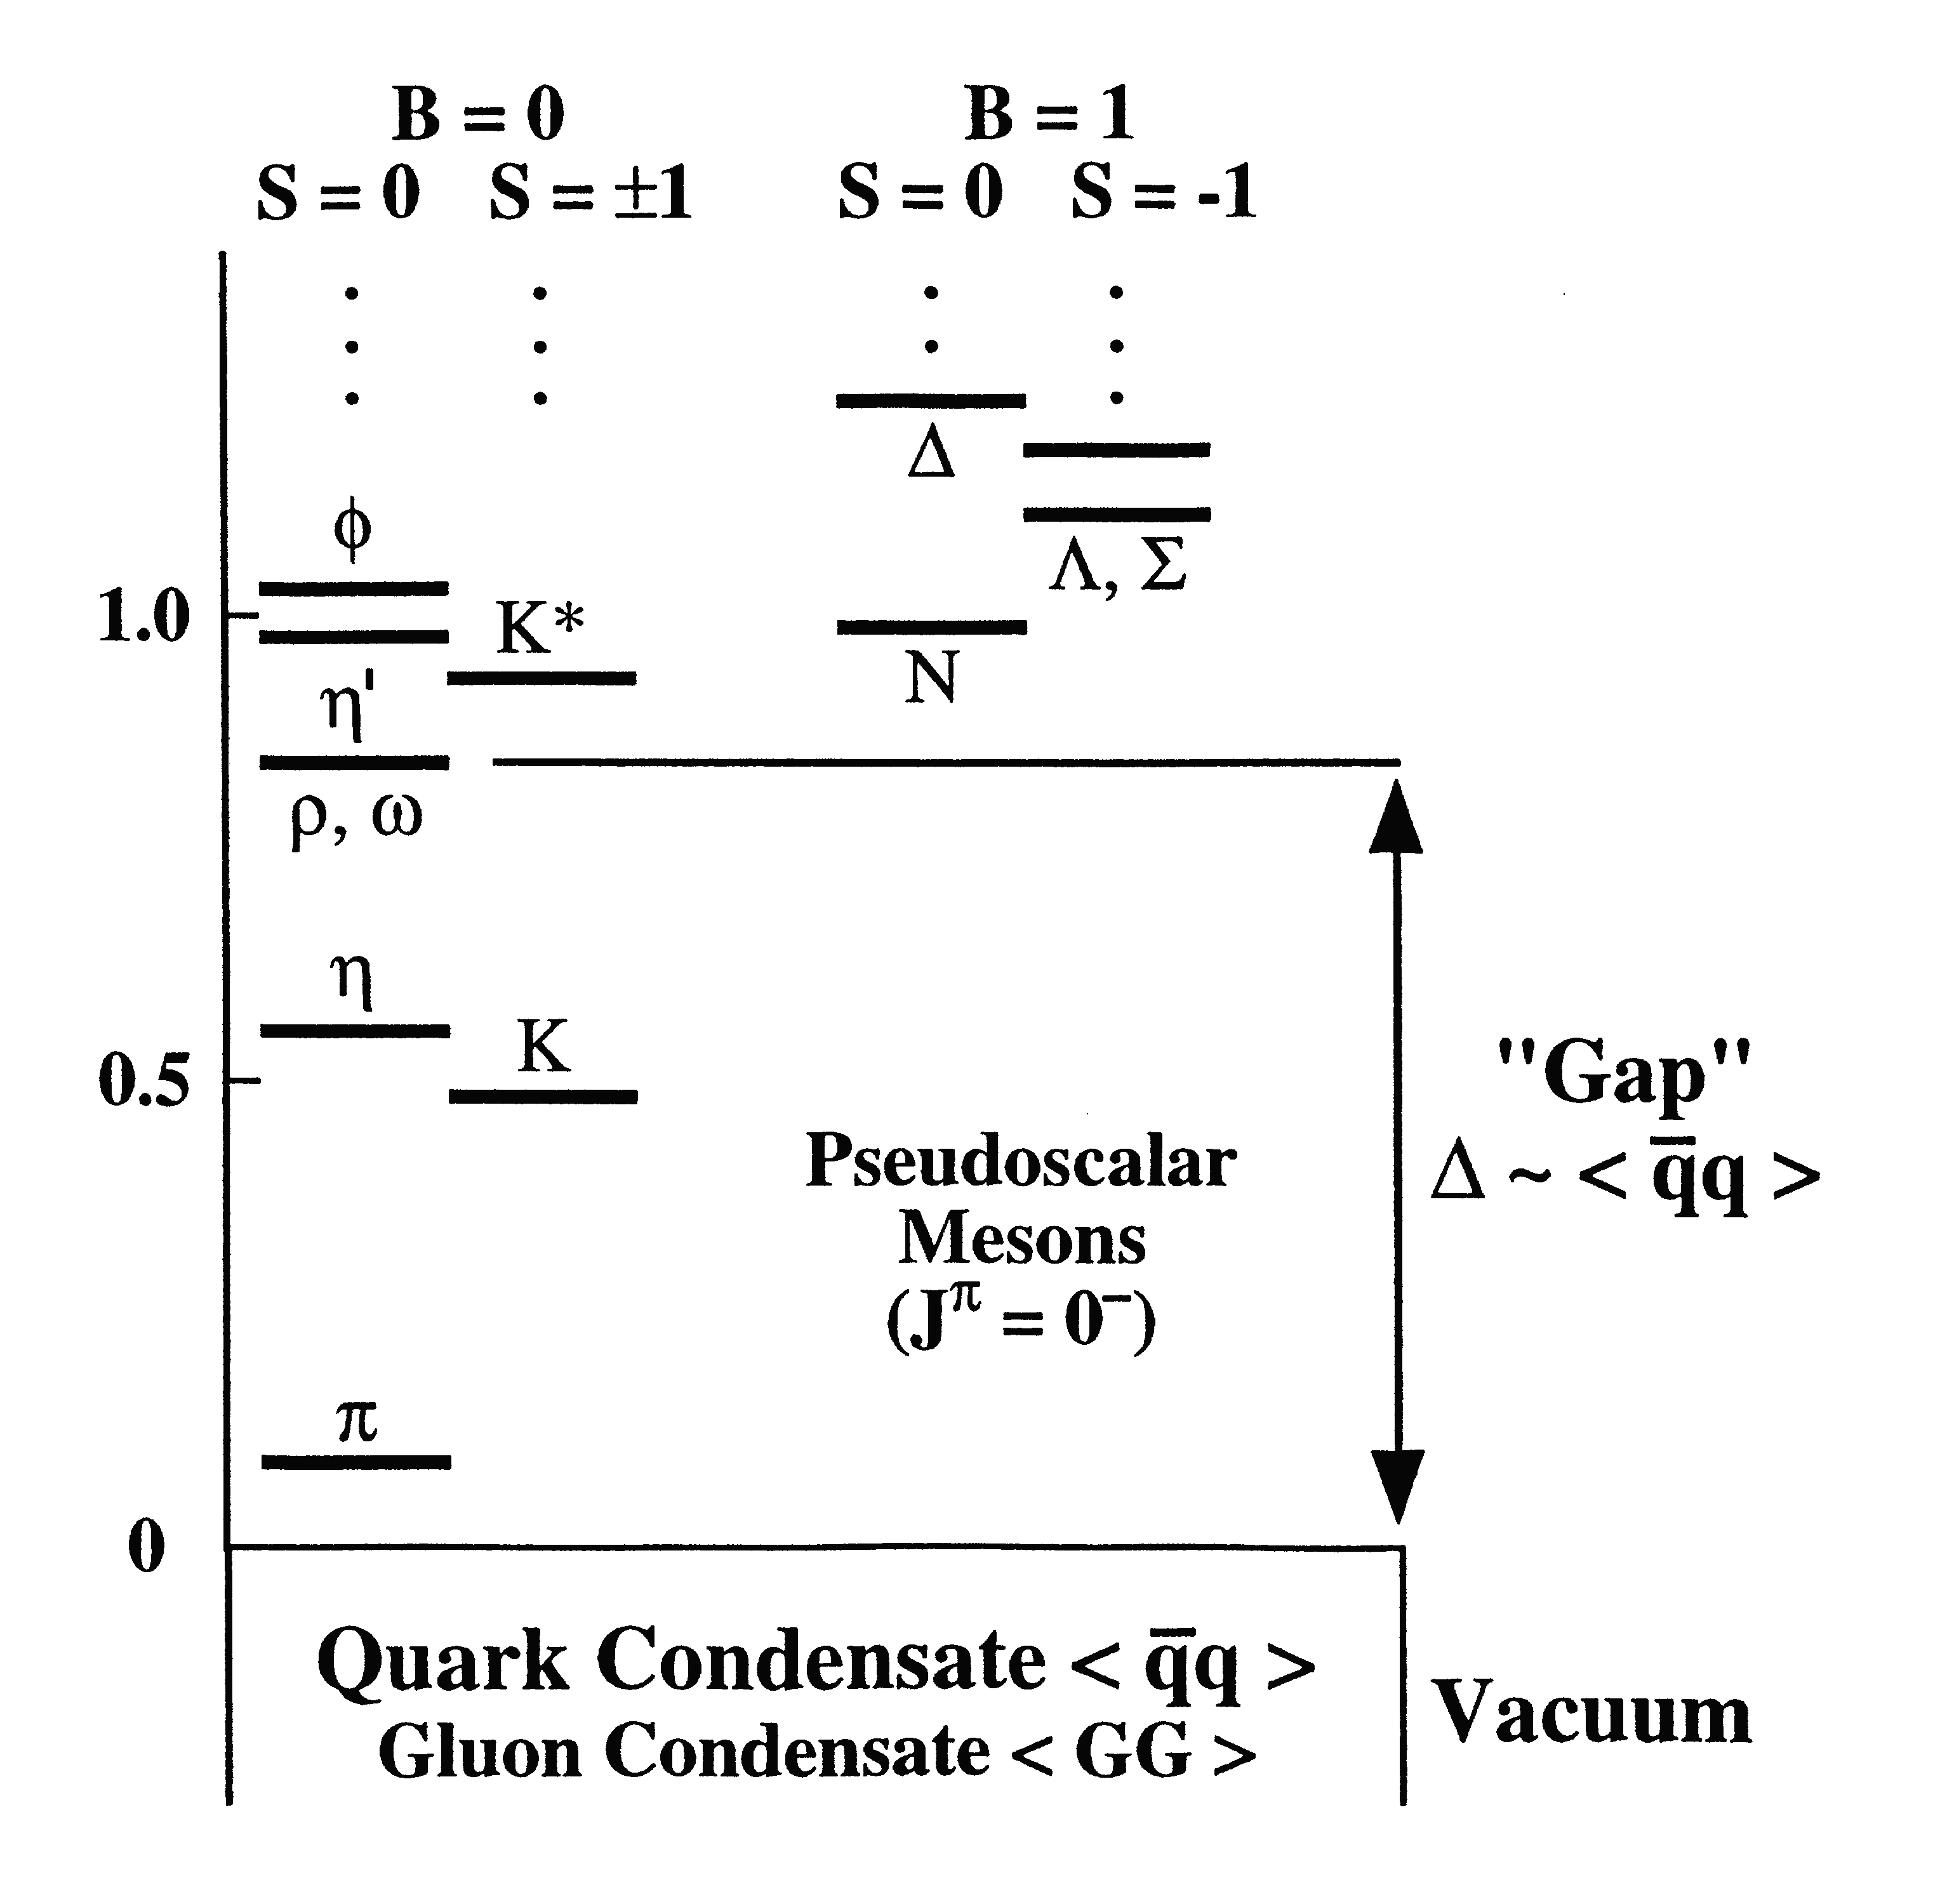 B = 0 B = 1
S = 0 S = ±1 S = 0 S = -1
Δ
ϕ
Λ, Σ
1.0
K*
N
η'
ρ, ω
η
K
0.5
"Gap"
Δ ~ < q̅q >
Pseudoscalar
Mesons
(J^π = 0⁻)
π
0
Quark Condensate < q̅q >
Gluon Condensate < GG >
Vacuum